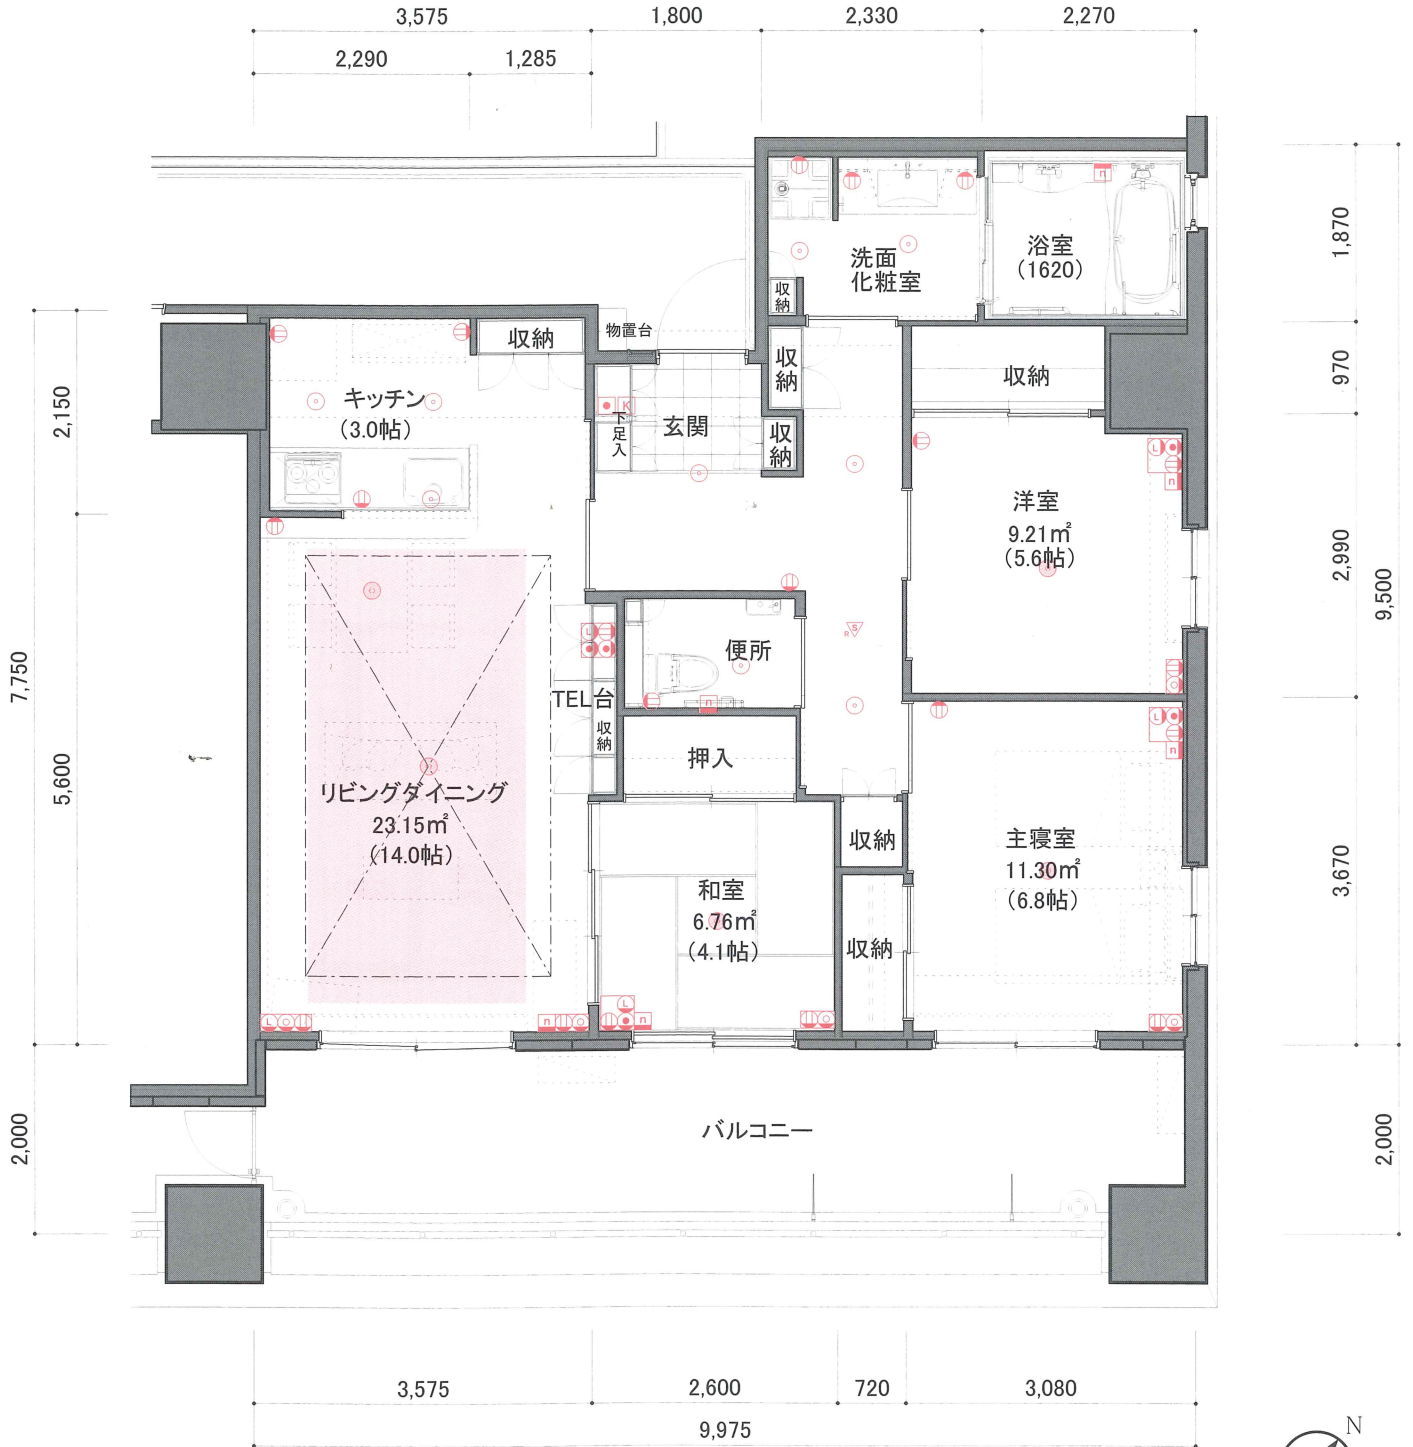 3,575
1,800
2,330
2,270
2,290
1,285
1,870
970
2,990
9,500
3,670
2,000
2,150
7,750
5,600
2,000
洗面
化粧室
浴室
(1620)
収納
物置台
収納
収納
収納
キッチン
(3.0帖)
K
下足入
玄関
収納
洋室
9.21㎡
(5.6帖)
便所
TEL台
収納
押入
リビングダイニング
23.15㎡
(14.0帖)
収納
主寝室
11.30㎡
(6.8帖)
和室
6.76㎡
(4.1帖)
収納
n
L
n
S
R
L
n
L
n
n
L
n
L
n
バルコニー
3,575
2,600
720
3,080
9,975
N